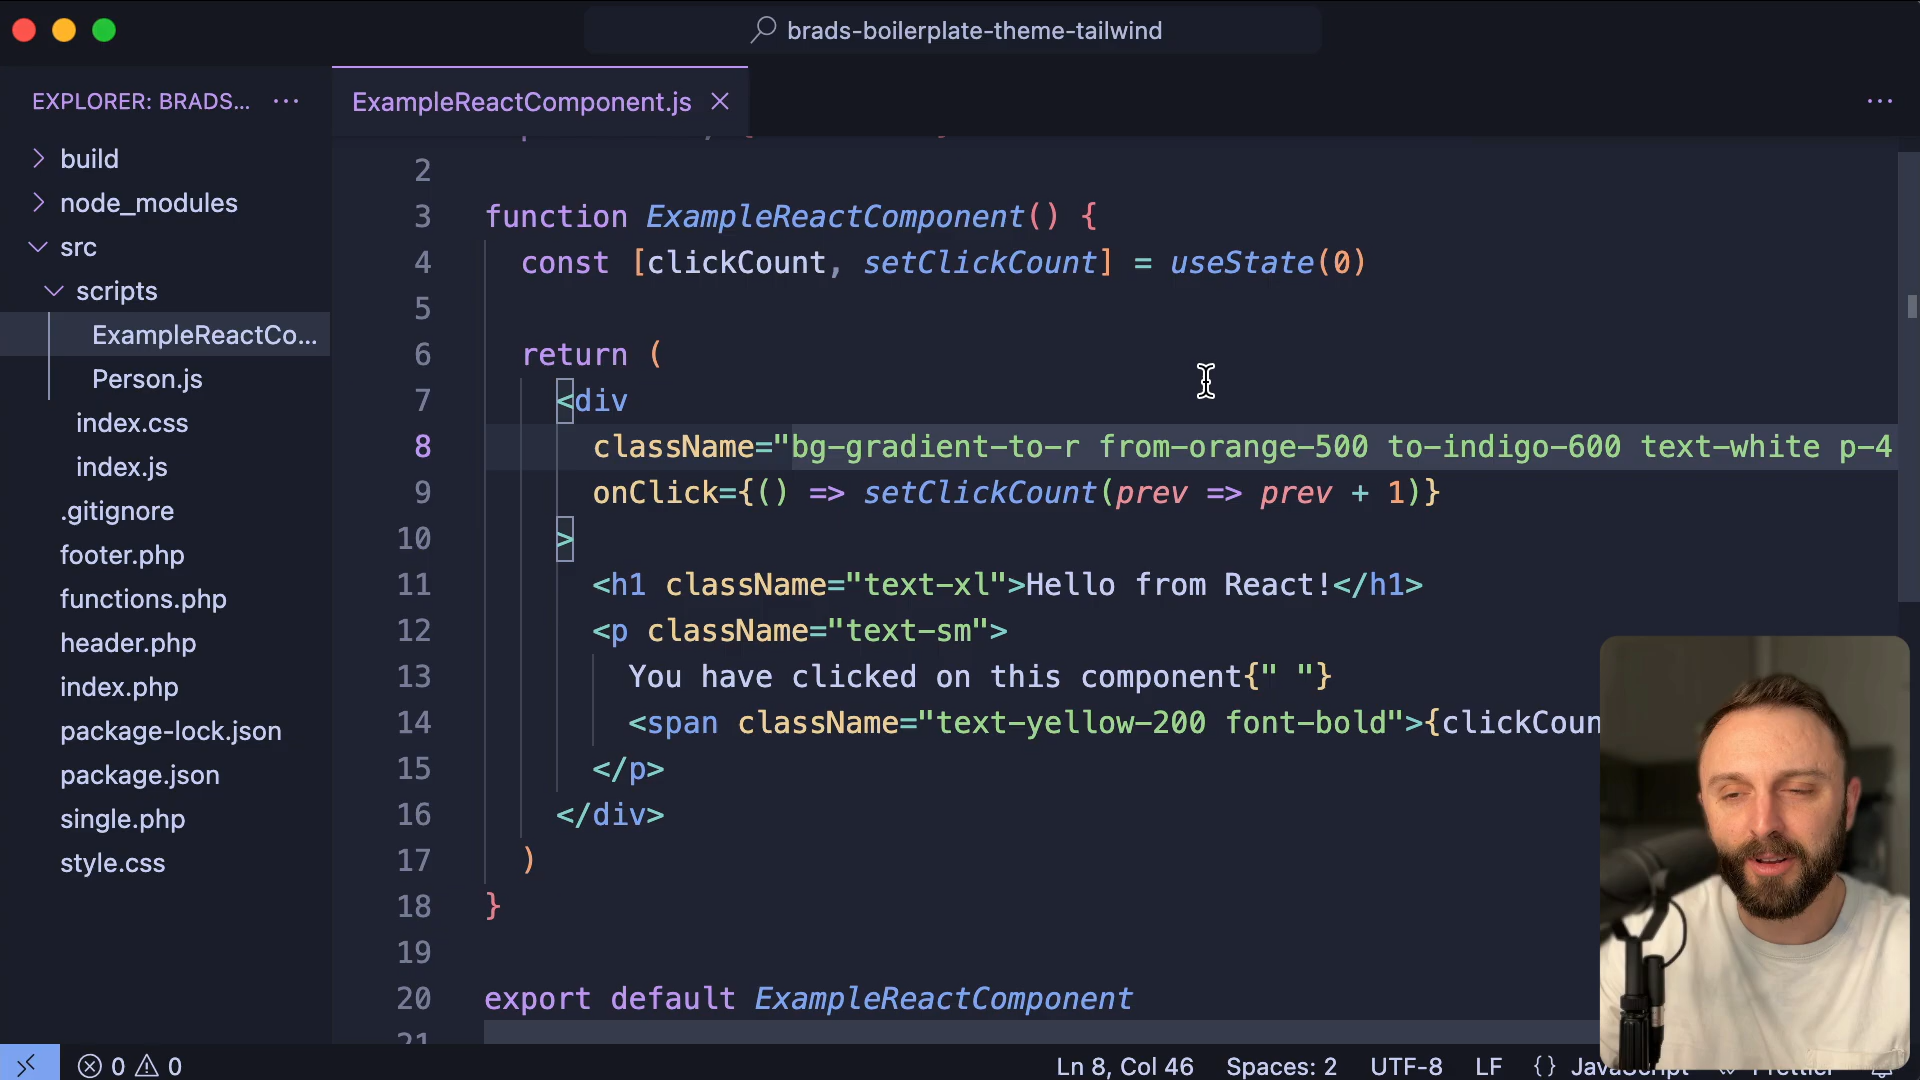 brads-boilerplate-theme-tailwind
EXPLORER: BRADS... ···
ExampleReactComponent.js
···
build
node_modules
src
scripts
ExampleReactCo...
Person.js
index.css
index.js
.gitignore
footer.php
functions.php
header.php
index.php
package-lock.json
package.json
single.php
style.css
2
3 function ExampleReactComponent() {
4 const [clickCount, setClickCount] = useState(0)
5
6 return (
7 <div
8 className="bg-gradient-to-r from-orange-500 to-indigo-600 text-white p-4
9 onClick={() => setClickCount(prev => prev + 1)}
10 >
11 <h1 className="text-xl">Hello from React!</h1>
12 <p className="text-sm">
13 You have clicked on this component{" "}
14 <span className="text-yellow-200 font-bold">{clickCoun
15 </p>
16 </div>
17 )
18 }
19
20 export default ExampleReactComponent
21
0 0
Ln 8, Col 46 Spaces: 2 UTF-8 LF {} JavaScript Prettier